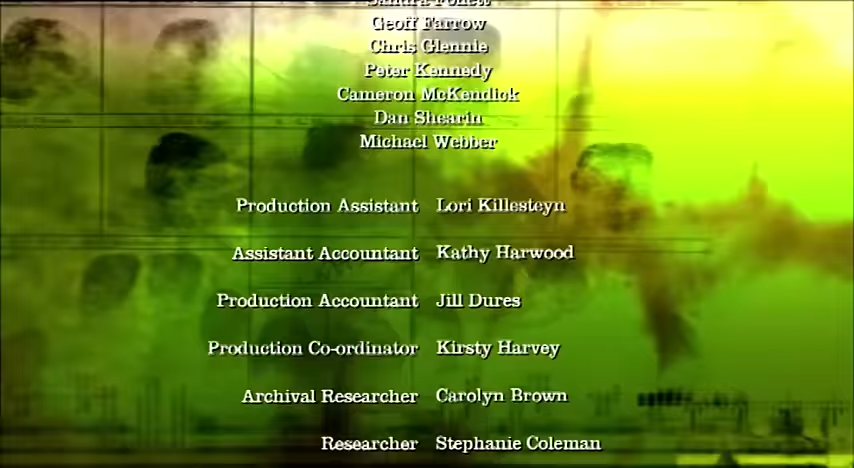 Geoff Farrow
Chris Glennie
Peter Kennedy
Cameron McKendick
Dan Shearin
Michael Webber
Production Assistant Lori Killesteyn
Assistant Accountant Kathy Harwood
Production Accountant Jill Dures
Production Co-ordinator Kirsty Harvey
Archival Researcher Carolyn Brown
Researcher Stephanie Coleman